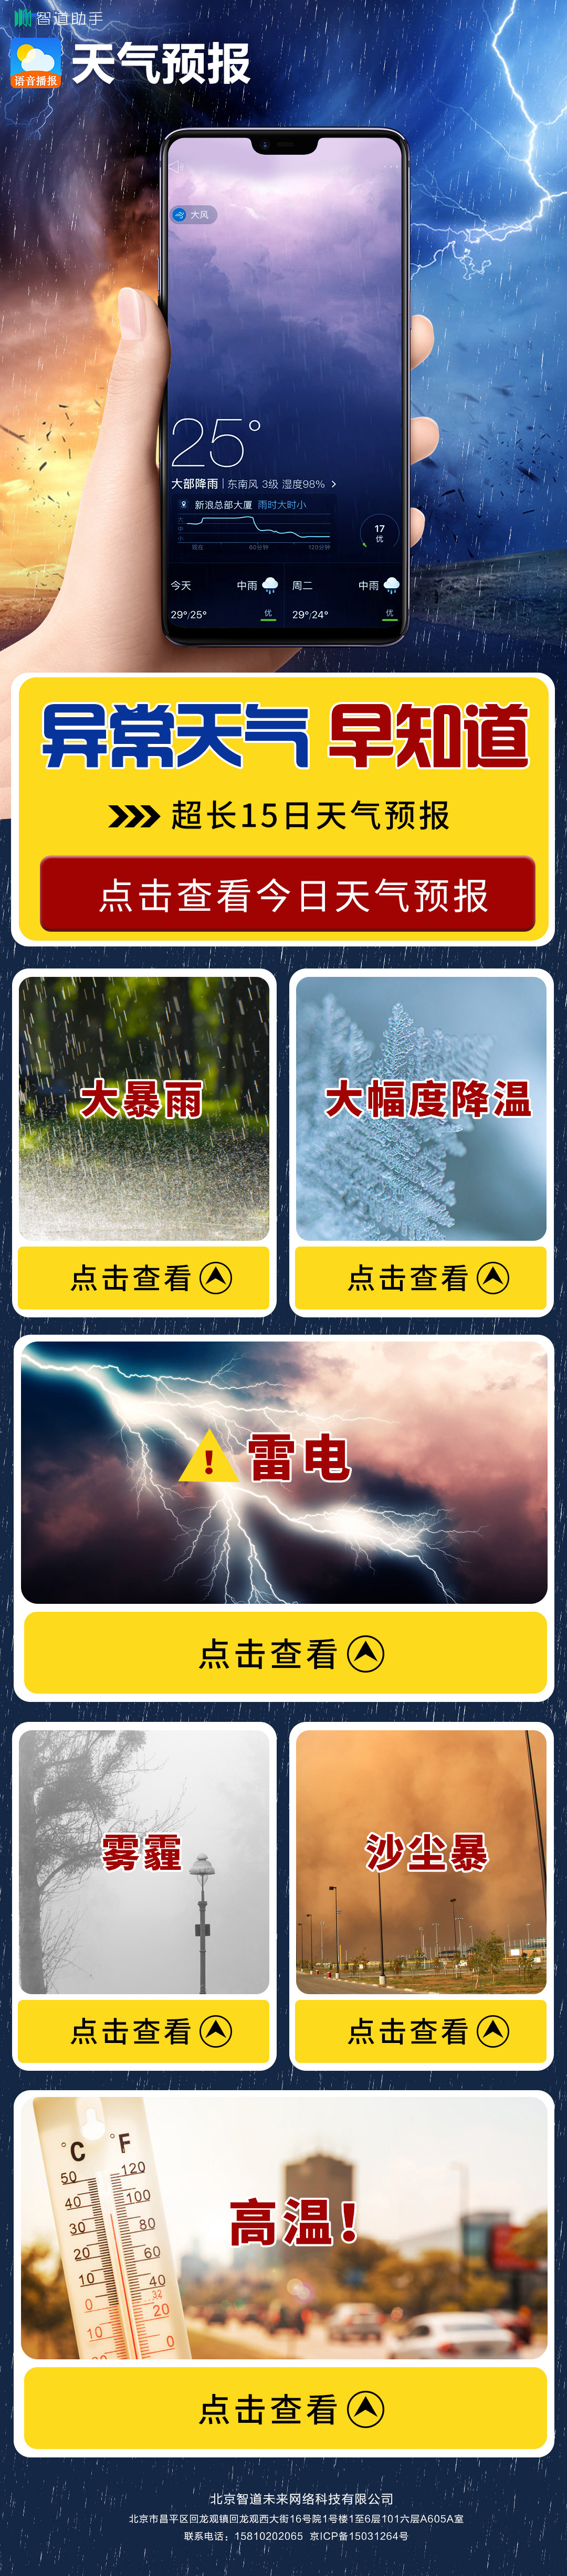 智道助手
语音播报
天气预报
大风
25°
大部降雨 东南风 3级 湿度98%
新浪总部大厦 雨时大时小
大
中
小
现在 60分钟 120分钟
17
优
今天 中雨 周二 中雨
29°/25° 优 29°/24° 优
异常天气 早知道
超长15日天气预报
点击查看今日天气预报
大暴雨 大幅度降温
点击查看 点击查看
! 雷电
点击查看
雾霾 沙尘暴
点击查看 点击查看
°C °F
50 120
40 100
30 80
20 60
10 40
32
0 20
10 0
高温!
点击查看
北京智道未来网络科技有限公司
北京市昌平区回龙观镇回龙观西大街16号院1号楼1至6层101六层A605A室
联系电话：15810202065 京ICP备15031264号